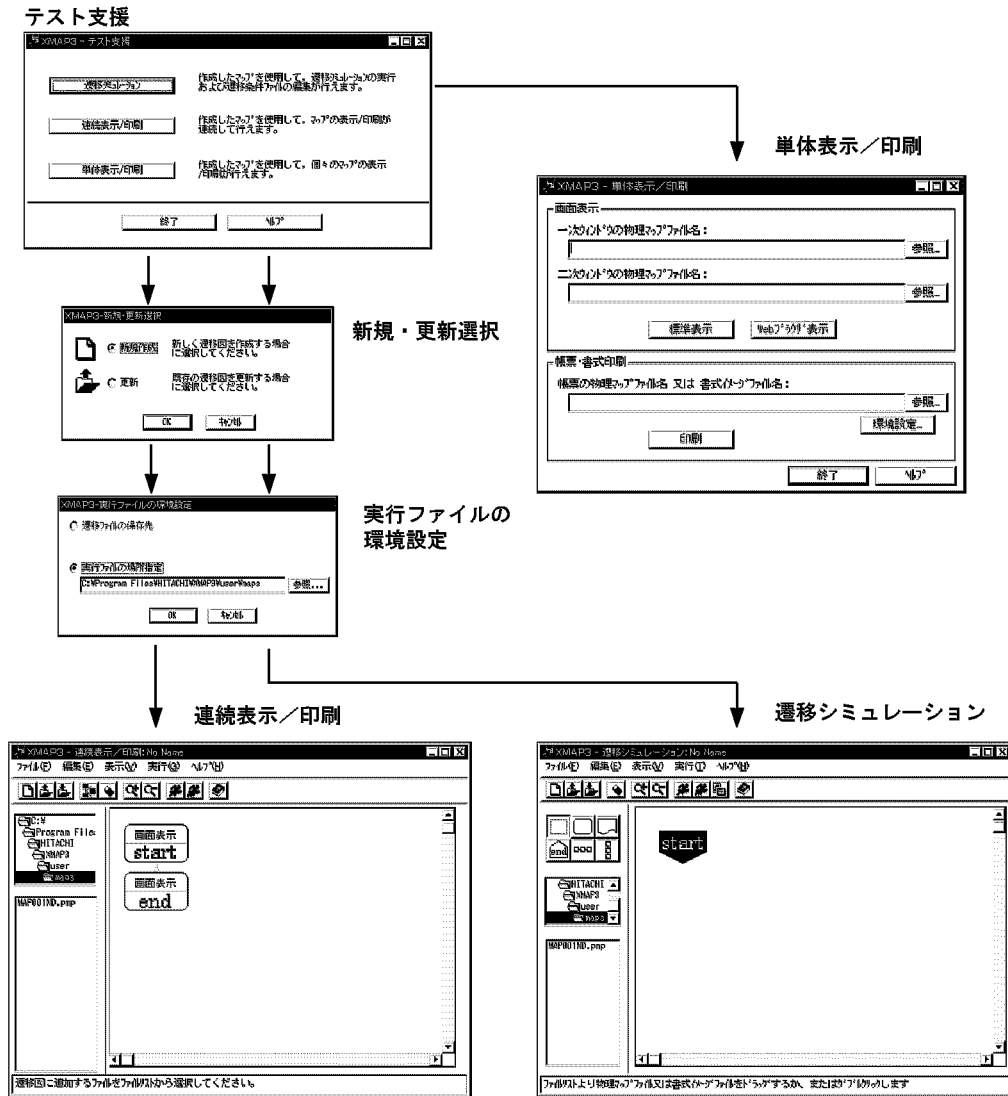 テスト支援
XMAP3 - テスト支援
遷移ｼﾐｭﾚｰｼｮﾝ
作成したﾏｯﾌﾟを使用して，遷移ｼﾐｭﾚｰｼｮﾝの実行
および遷移条件ﾌｧｲﾙの編集が行えます。
連続表示/印刷
作成したﾏｯﾌﾟを使用して，ﾏｯﾌﾟの表示/印刷が
連続して行えます。
単体表示/印刷
作成したﾏｯﾌﾟを使用して，個々のﾏｯﾌﾟの表示
/印刷が行えます。
終了
ﾍﾙﾌﾟ
単体表示／印刷
XMAP3 - 単体表示／印刷
画面表示
一次ｳｨﾝﾄﾞｳの物理ﾏｯﾌﾟﾌｧｲﾙ名：
参照...
二次ｳｨﾝﾄﾞｳの物理ﾏｯﾌﾟﾌｧｲﾙ名：
参照...
標準表示
Webﾌﾞﾗｳｻﾞ表示
帳票・書式印刷
帳票の物理ﾏｯﾌﾟﾌｧｲﾙ名 又は 書式ｲﾒｰｼﾞﾌｧｲﾙ名：
参照...
環境設定...
印刷
終了
ﾍﾙﾌﾟ
新規・更新選択
XMAP3-新規・更新選択
新規作成
新しく遷移図を作成する場合
に選択してください。
更新
既存の遷移図を更新する場合
に選択してください。
OK
ｷｬﾝｾﾙ
実行ファイルの
環境設定
XMAP3-実行ファイルの環境設定
遷移ﾌｧｲﾙの保存先
実行ﾌｧｲﾙの場所指定
C:¥Program Files¥HITACHI¥XMAP3¥user¥maps
参照...
OK
ｷｬﾝｾﾙ
連続表示／印刷
XMAP3 - 連続表示／印刷:No Name
ﾌｧｲﾙ(F) 編集(E) 表示(V) 実行(G) ﾍﾙﾌﾟ(H)
C:¥
Program File
HITACHI
XMAP3
user
maps
MAP001ND.pmp
画面表示
start
画面表示
end
遷移図に追加するﾌｧｲﾙをﾌｧｲﾙﾘｽﾄから選択してください。
遷移シミュレーション
XMAP3 - 遷移シミュレーション:No Name
ﾌｧｲﾙ(F) 編集(E) 表示(V) 実行(T) ﾍﾙﾌﾟ(H)
end
HITACHI
XMAP3
user
maps
MAP001ND.pmp
start
ﾌｧｲﾙﾘｽﾄより物理ﾏｯﾌﾟﾌｧｲﾙ又は書式ｲﾒｰｼﾞﾌｧｲﾙをﾄﾞﾗｯｸﾞするか、またはﾀﾞﾌﾞﾙｸﾘｯｸします